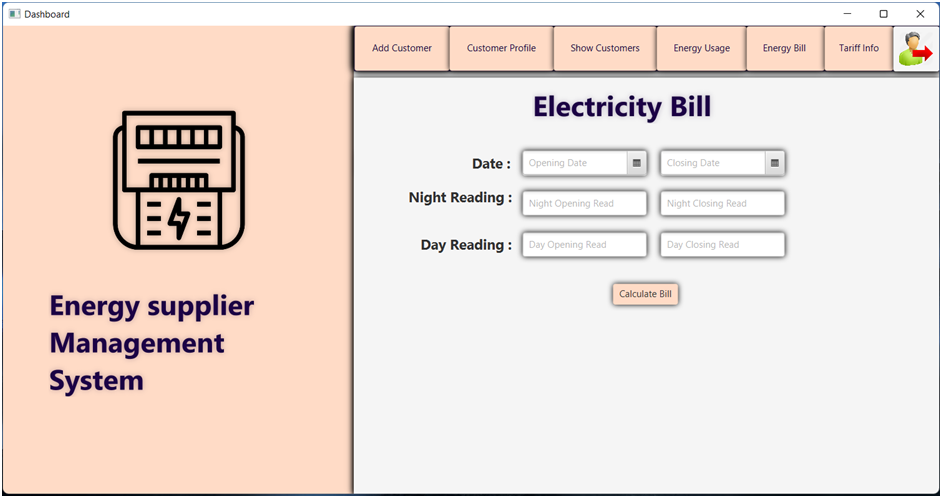 Dashboard
Add Customer
Customer Profile
Show Customers
Energy Usage
Energy Bill
Tariff Info
Energy supplier
Management
System
Electricity Bill
Date : Opening Date Closing Date
Night Reading : Night Opening Read Night Closing Read
Day Reading : Day Opening Read Day Closing Read
Calculate Bill